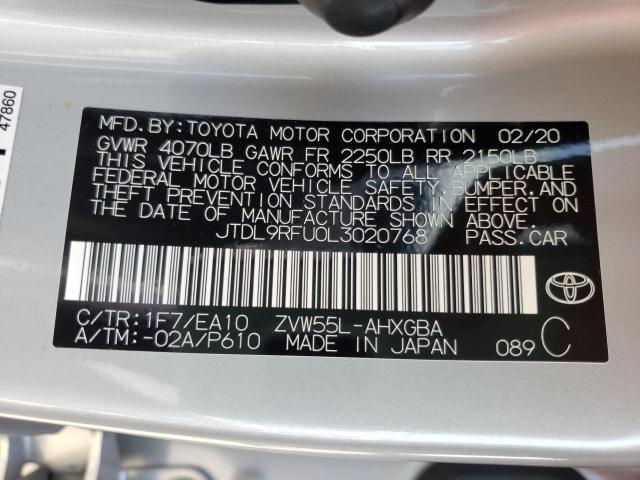 47860
MFD.BY:TOYOTA MOTOR CORPORATION 02/20
GVWR 4070LB GAWR FR 2250LB RR 2150LB
THIS VEHICLE CONFORMS TO ALL APPLICABLE
FEDERAL MOTOR VEHICLE SAFETY,BUMPER,AND
THEFT PREVENTION STANDARDS IN EFFECT ON
THE DATE OF MANUFACTURE SHOWN ABOVE.
JTDL9RFU0L3020768 PASS.CAR
C/TR:1F7/EA10 ZVW55L-AHXGBA
A/TM:-02A/P610 MADE IN JAPAN 089 C